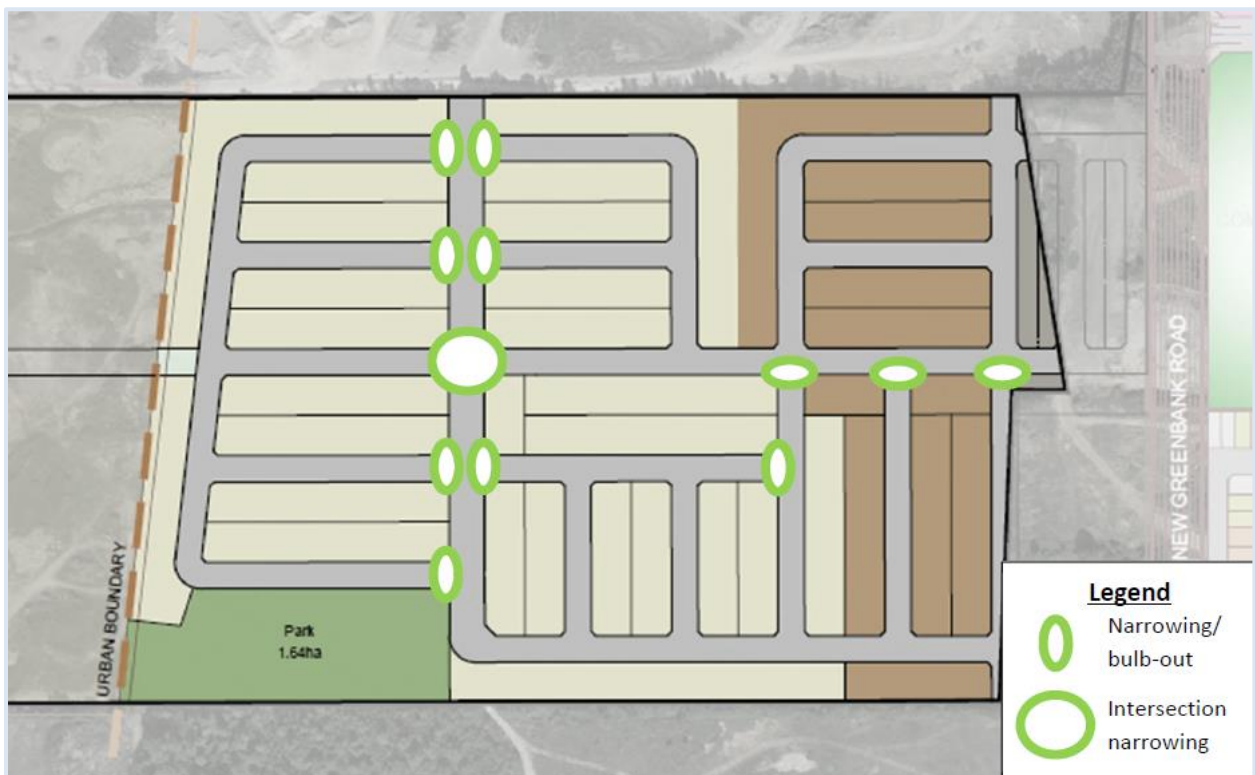 Park
1.64ha
URBAN BOUNDARY
NEW GREENBANK ROAD
Legend
Narrowing/
bulb-out
Intersection
narrowing